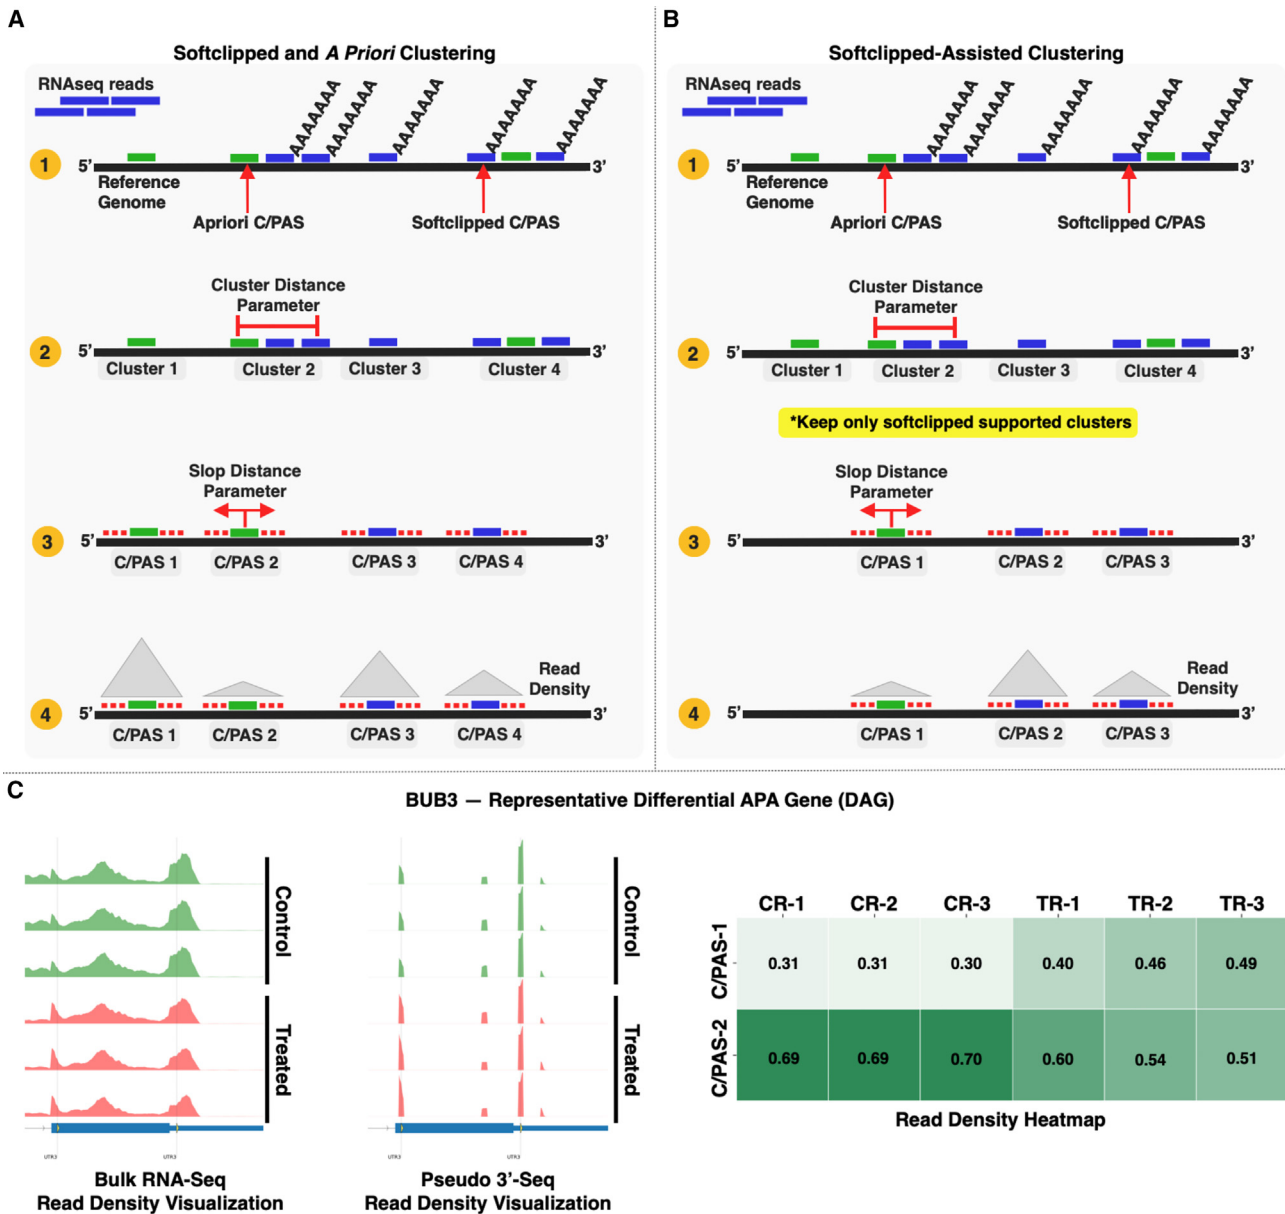 A
Softclipped and A Priori Clustering
RNAseq reads
AAAAAAA
AAAAAAA
AAAAAAA
AAAAAAA
AAAAAAA
1
5'
3'
Reference
Genome
Apriori C/PAS
Softclipped C/PAS
Cluster Distance
Parameter
2
5'
3'
Cluster 1
Cluster 2
Cluster 3
Cluster 4
Slop Distance
Parameter
3
5'
3'
C/PAS 1
C/PAS 2
C/PAS 3
C/PAS 4
Read
Density
4
5'
3'
C/PAS 1
C/PAS 2
C/PAS 3
C/PAS 4
B
Softclipped-Assisted Clustering
RNAseq reads
AAAAAAA
AAAAAAA
AAAAAAA
AAAAAAA
AAAAAAA
1
5'
3'
Reference
Genome
Apriori C/PAS
Softclipped C/PAS
Cluster Distance
Parameter
2
5'
3'
Cluster 1
Cluster 2
Cluster 3
Cluster 4
*Keep only softclipped supported clusters
Slop Distance
Parameter
3
5'
3'
C/PAS 1
C/PAS 2
C/PAS 3
Read
Density
4
5'
3'
C/PAS 1
C/PAS 2
C/PAS 3
C
BUB3 — Representative Differential APA Gene (DAG)
Control
Treated
UTR3
UTR3
Bulk RNA-Seq
Read Density Visualization
Control
Treated
UTR3
UTR3
Pseudo 3'-Seq
Read Density Visualization
CR-1 CR-2 CR-3 TR-1 TR-2 TR-3
C/PAS-1
0.31 0.31 0.30 0.40 0.46 0.49
C/PAS-2
0.69 0.69 0.70 0.60 0.54 0.51
Read Density Heatmap